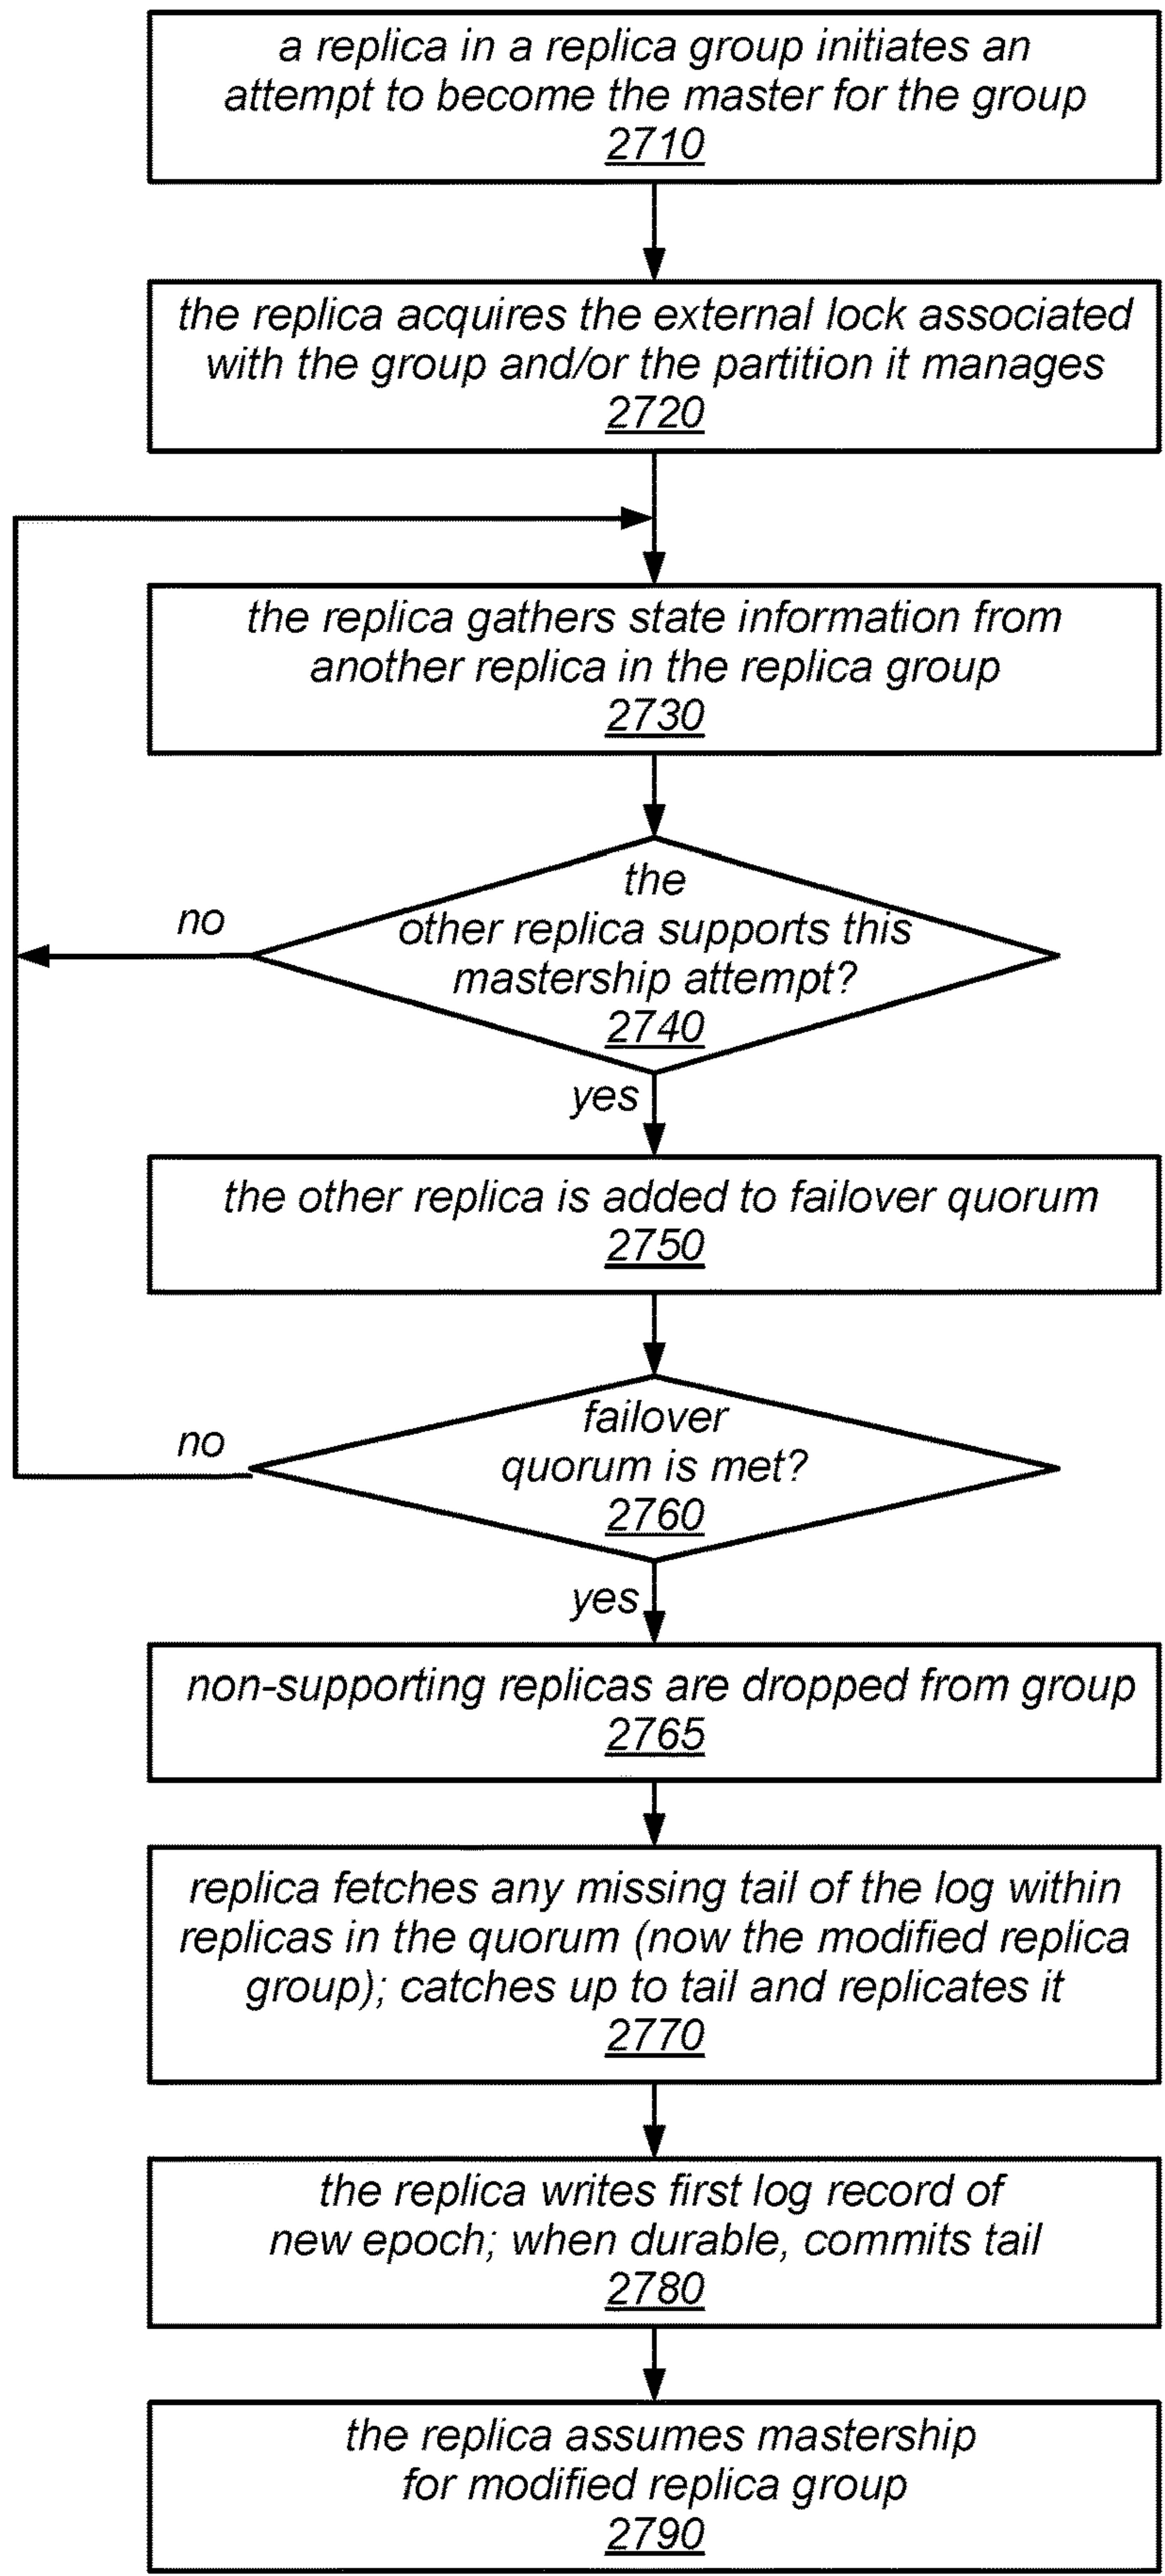 a replica in a replica group initiates an
attempt to become the master for the group
2710
the replica acquires the external lock associated
with the group and/or the partition it manages
2720
the replica gathers state information from
another replica in the replica group
2730
the
other replica supports this
mastership attempt?
2740
no
yes
the other replica is added to failover quorum
2750
failover
quorum is met?
2760
no
yes
non-supporting replicas are dropped from group
2765
replica fetches any missing tail of the log within
replicas in the quorum (now the modified replica
group); catches up to tail and replicates it
2770
the replica writes first log record of
new epoch; when durable, commits tail
2780
the replica assumes mastership
for modified replica group
2790